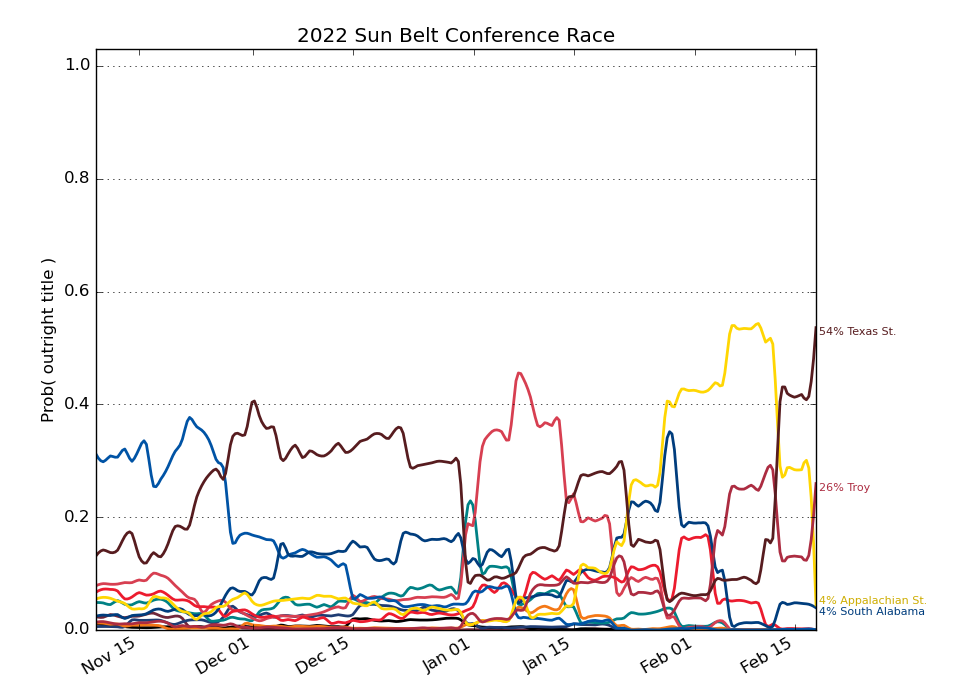 2022 Sun Belt Conference Race
Prob( outright title )
1.0
0.8
0.6
0.4
0.2
0.0
54% Texas St.
26% Troy
4% Appalachian St.
4% South Alabama
Nov 15
Dec 01
Dec 15
Jan 01
Jan 15
Feb 01
Feb 15